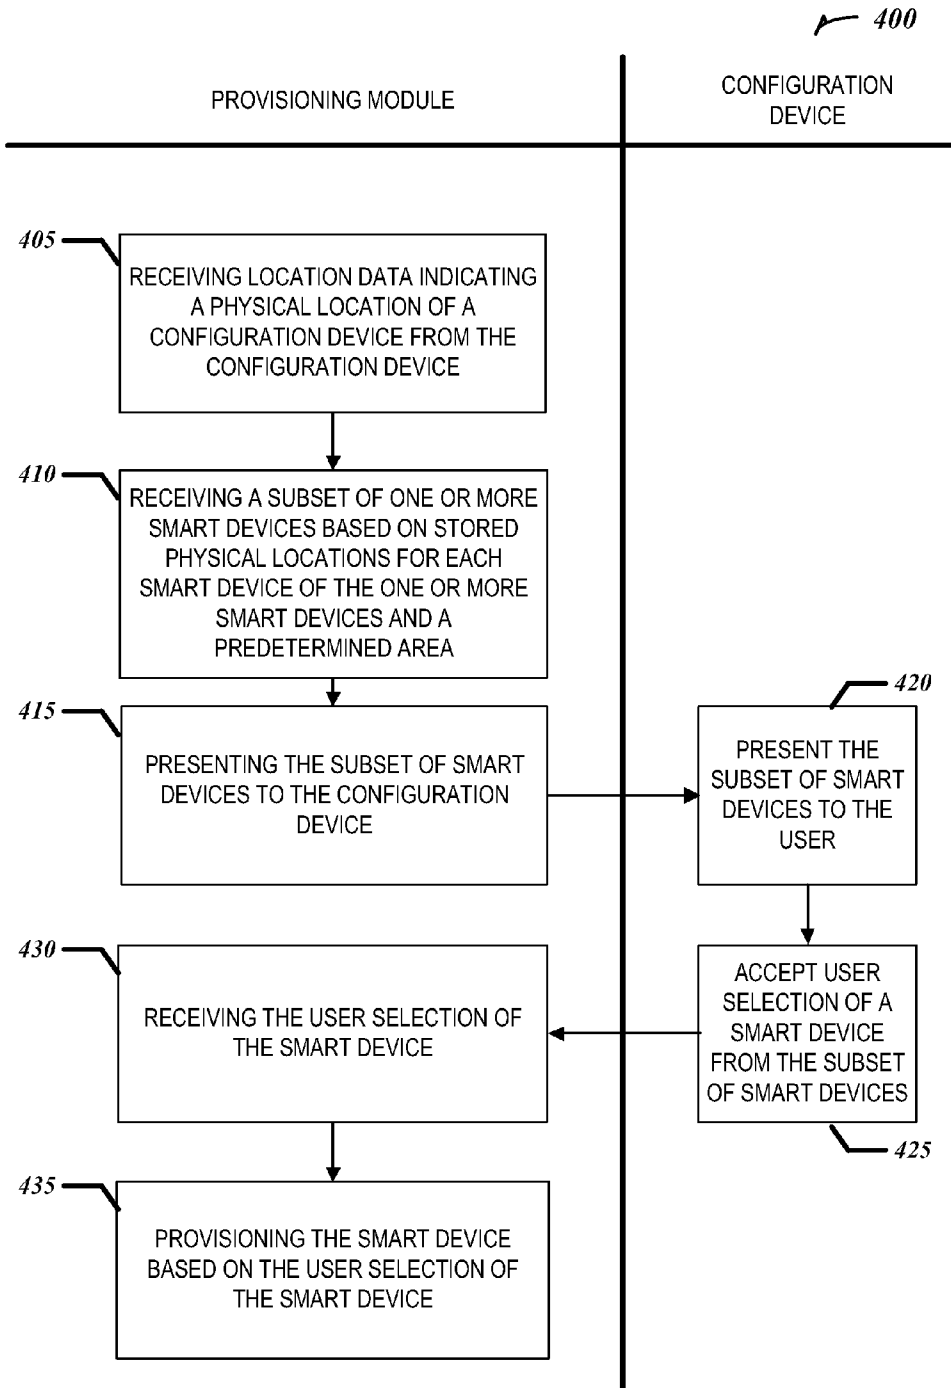 400
PROVISIONING MODULE
CONFIGURATION
DEVICE
405
RECEIVING LOCATION DATA INDICATING
A PHYSICAL LOCATION OF A
CONFIGURATION DEVICE FROM THE
CONFIGURATION DEVICE
410
RECEIVING A SUBSET OF ONE OR MORE
SMART DEVICES BASED ON STORED
PHYSICAL LOCATIONS FOR EACH
SMART DEVICE OF THE ONE OR MORE
SMART DEVICES AND A
PREDETERMINED AREA
415
PRESENTING THE SUBSET OF SMART
DEVICES TO THE CONFIGURATION
DEVICE
420
PRESENT THE
SUBSET OF SMART
DEVICES TO THE
USER
425
ACCEPT USER
SELECTION OF A
SMART DEVICE
FROM THE SUBSET
OF SMART DEVICES
430
RECEIVING THE USER SELECTION OF
THE SMART DEVICE
435
PROVISIONING THE SMART DEVICE
BASED ON THE USER SELECTION OF
THE SMART DEVICE